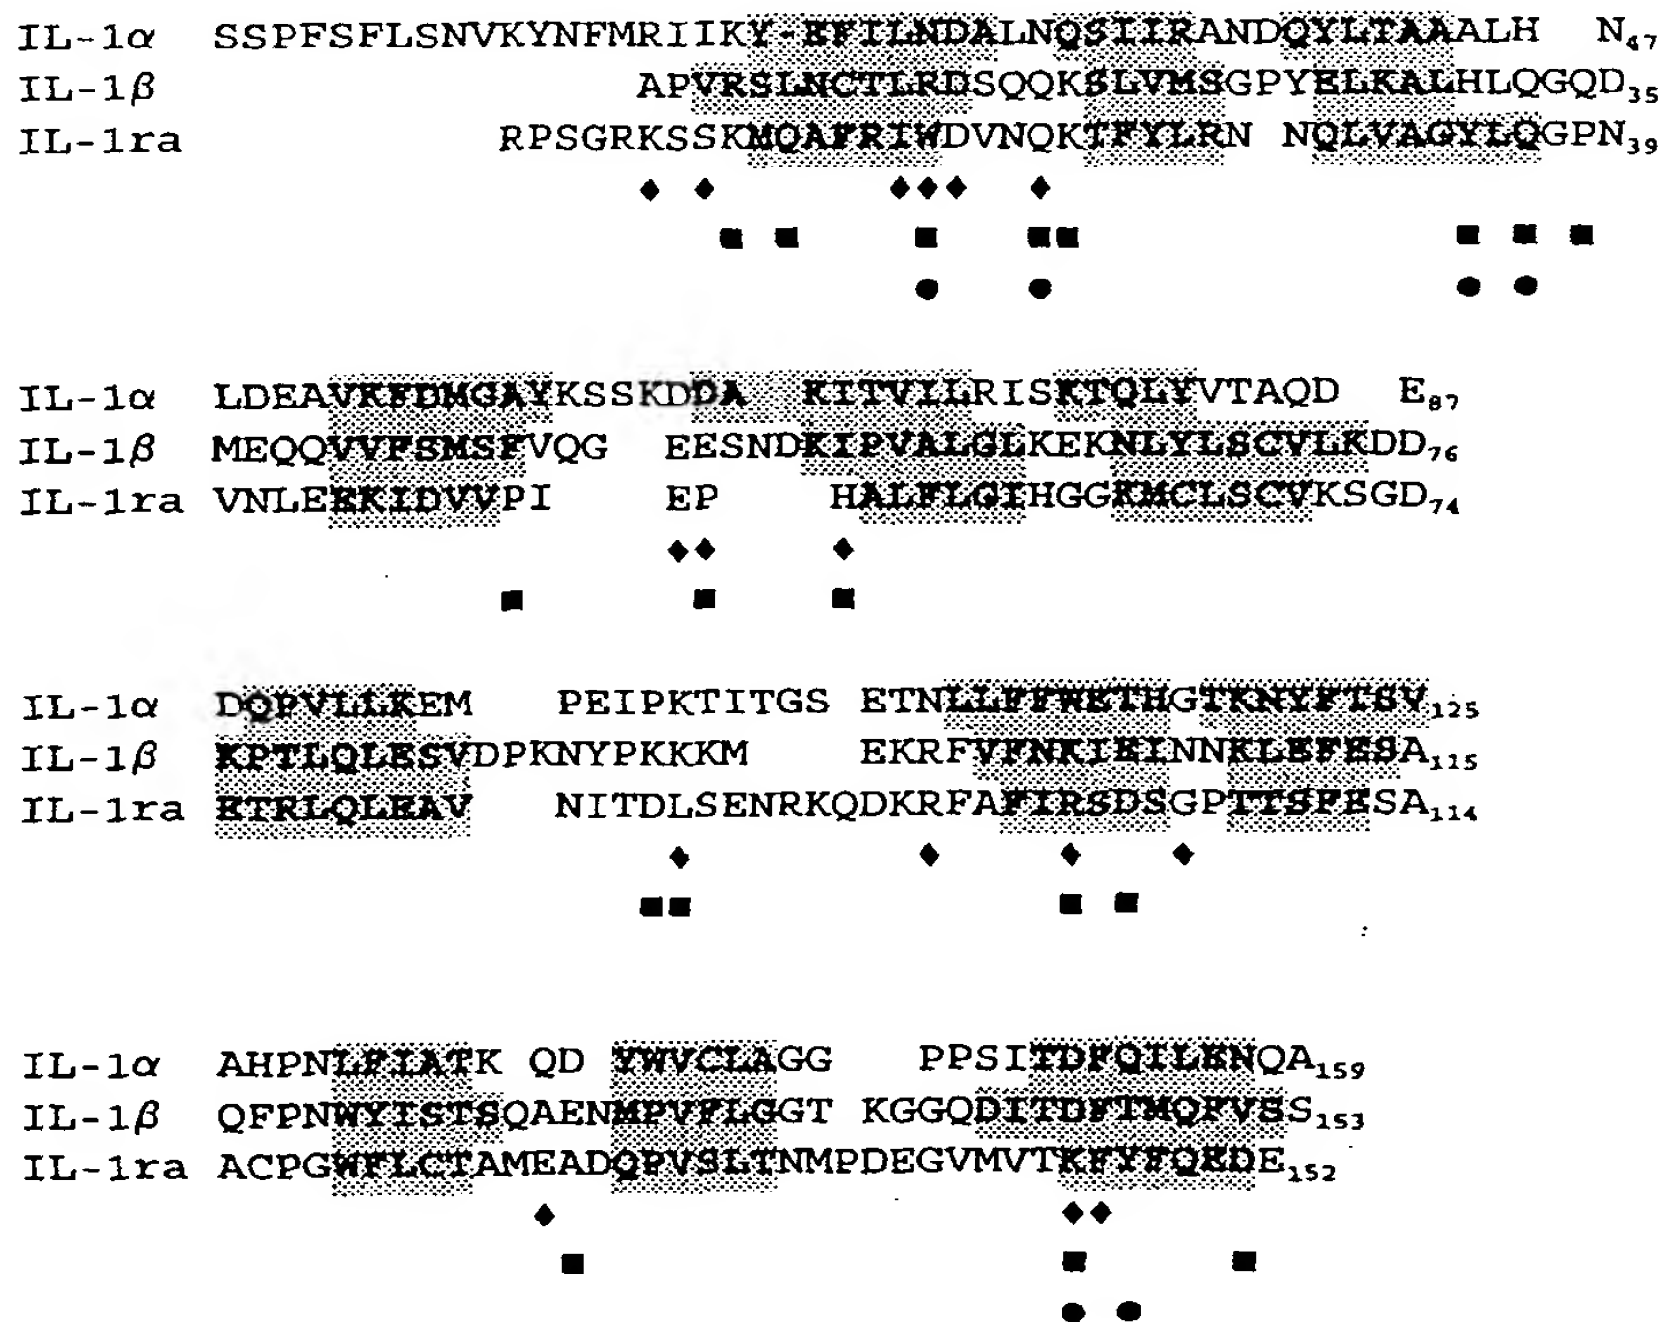 IL-1α SSPFSFLSNVKYNFMRIIKY-EFILNDALNQSIIRANDQYLTAAALH N₄₇
IL-1β APVRSLNCTLRDSQQKSLVMSGPYELKALHLQGQD₃₅
IL-1ra RPSGRKSSKMQAFRIWDVNQKTFYLRN NQLVAGYLQGPN₃₉
IL-1α LDEAVKFDMGAYKSSKDDA KITVILRISKTQLYVTAQD E₈₇
IL-1β MEQQVVFSMSFVQG EESNDKIPVALGLKEKNLYLSCVLKDD₇₆
IL-1ra VNLEEKIDVVPI EP HALFLGIHGGKMCLSCVKSGD₇₄
IL-1α DQPVLLKEM PEIPKTITGS ETNLLFFWETHGTKNYFTSV₁₂₅
IL-1β KPTLQLESVDPKNYPKKKM EKRFVFNKIEINNKLEFESA₁₁₅
IL-1ra ETRLQLEAV NITDLSENRKQDKRFAFIRSDSGPTTSFESA₁₁₄
IL-1α AHPNLFIATK QD YWVCLAGG PPSITDFQILENQA₁₅₉
IL-1β QFPNWYISTSQAENMPVFLGGT KGGQDITDFTMQFVSS₁₅₃
IL-1ra ACPGWFLCTAMEADQPVSLTNMPDEGVMVTKFYFQEDE₁₅₂